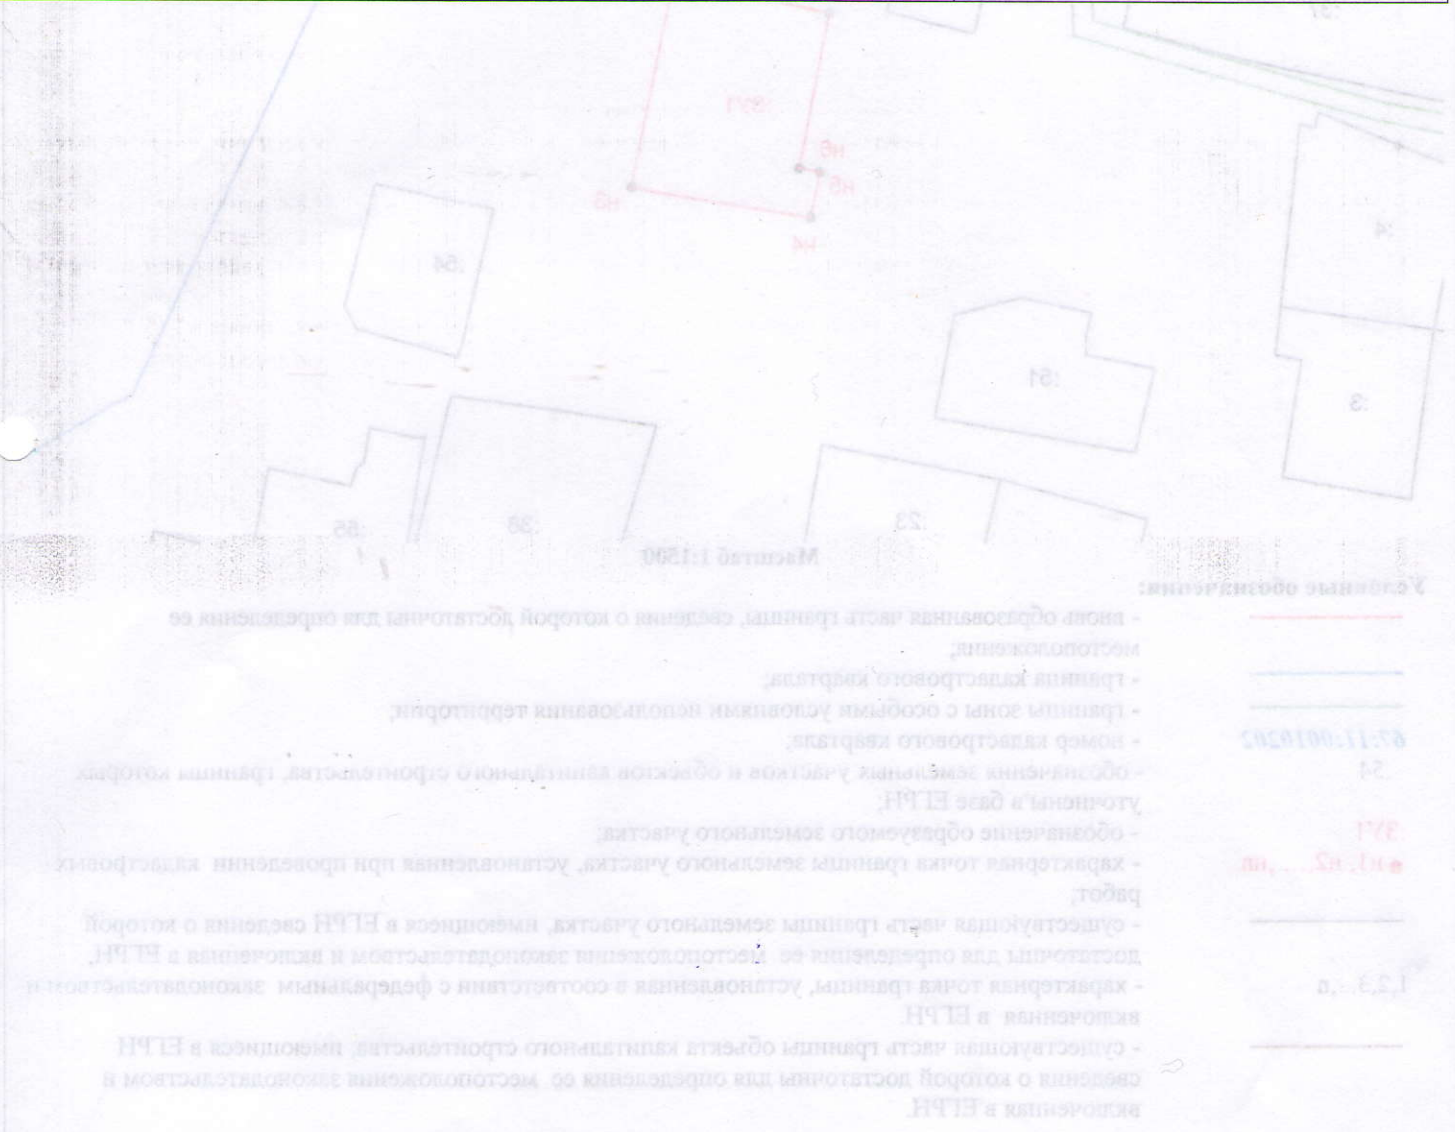 :37
:ЗУ1
н6
н5
н3
н4
:4
:54
:51
:3
:55
:38
:23
Масштаб 1:1500
Условные обозначения:
- вновь образованная часть границы, сведения о которой достаточны для определения ее
местоположения;
- граница кадастрового квартала;
- границы зоны с особыми условиями использования территории;
67:11:0010202 - номер кадастрового квартала;
:54 - обозначения земельных участков и объектов капитального строительства, граница которых
уточнены в базе ЕГРН;
:ЗУ1 - обозначение образуемого земельного участка;
н1, н2, ... ,нn - характерная точка границы земельного участка, установленная при проведении кадастровых
работ;
- существующая часть границы земельного участка, имеющиеся в ЕГРН сведения о которой
достаточны для определения ее местоположения законодательством и включенная в ЕГРН,
1,2,3...,n - характерная точка границы, установленная в соответствии с федеральным законодательством и
включенная в ЕГРН.
- существующая часть границы объекта капитального строительства, имеющиеся в ЕГРН
сведения о которой достаточны для определения ее местоположения законодательством и
включенная в ЕГРН.